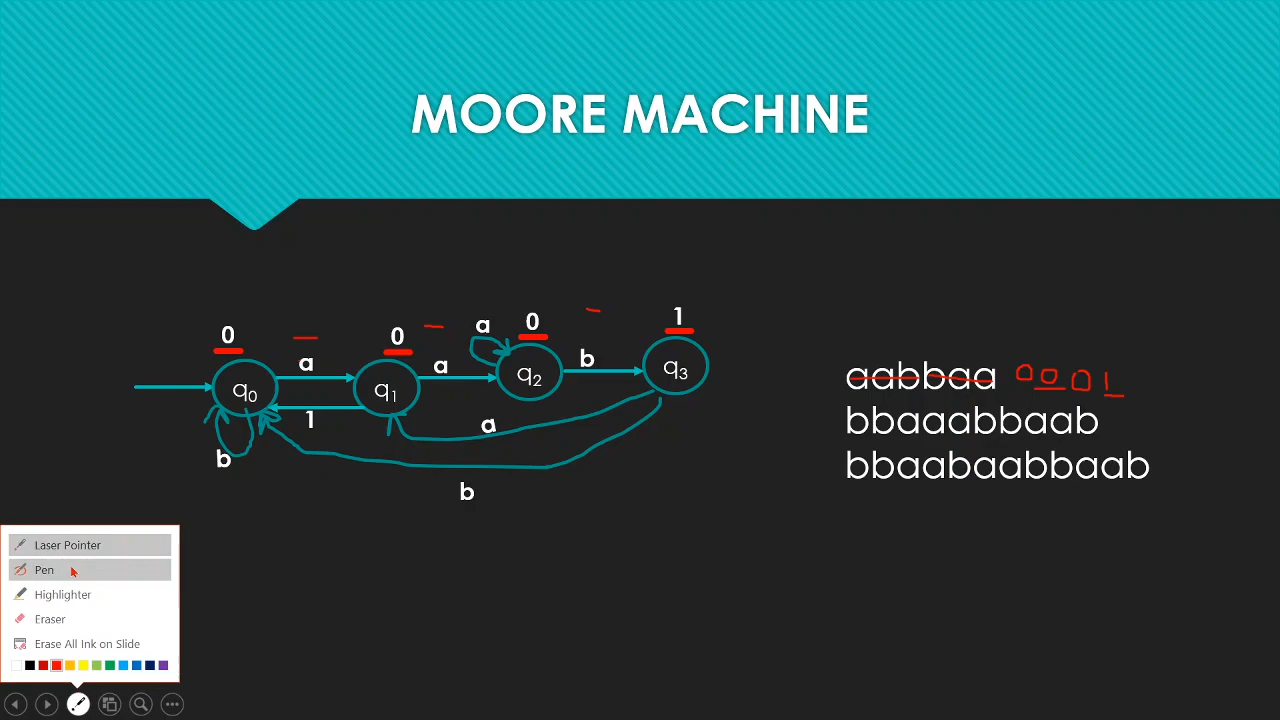 MOORE MACHINE
0 a 0 a a 0 b 1
q0 q1 q2 q3
1
b
a
b
aabbaa 0001
bbaaabbaab
bbaabaabbaab
Laser Pointer
Pen
Highlighter
Eraser
Erase All Ink on Slide